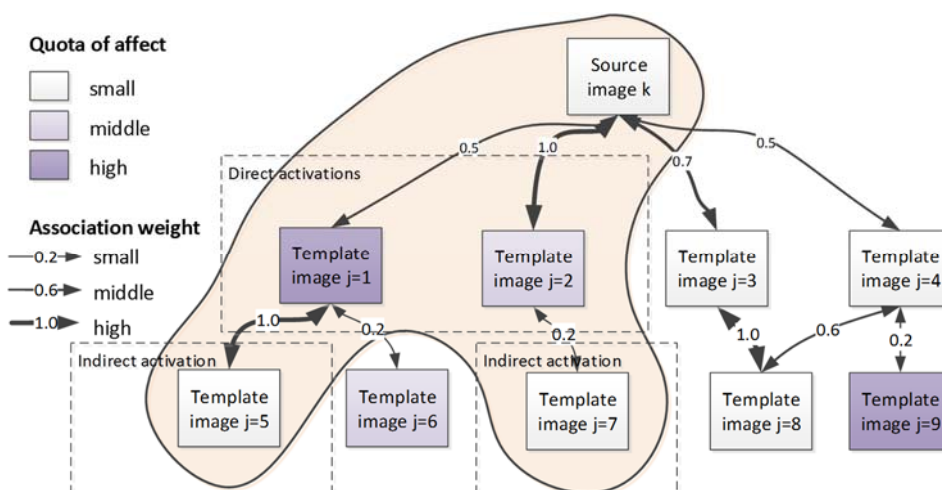 Quota of affect
small
middle
high
Association weight
0.2 small
0.6 middle
1.0 high
Source
image k
0.5
1.0
0.7
0.5
Direct activations
Template
image j=1
Template
image j=2
Template
image j=3
Template
image j=4
1.0
0.2
0.2
1.0
0.6
0.2
Indirect activation
Indirect activation
Template
image j=5
Template
image j=6
Template
image j=7
Template
image j=8
Template
image j=9